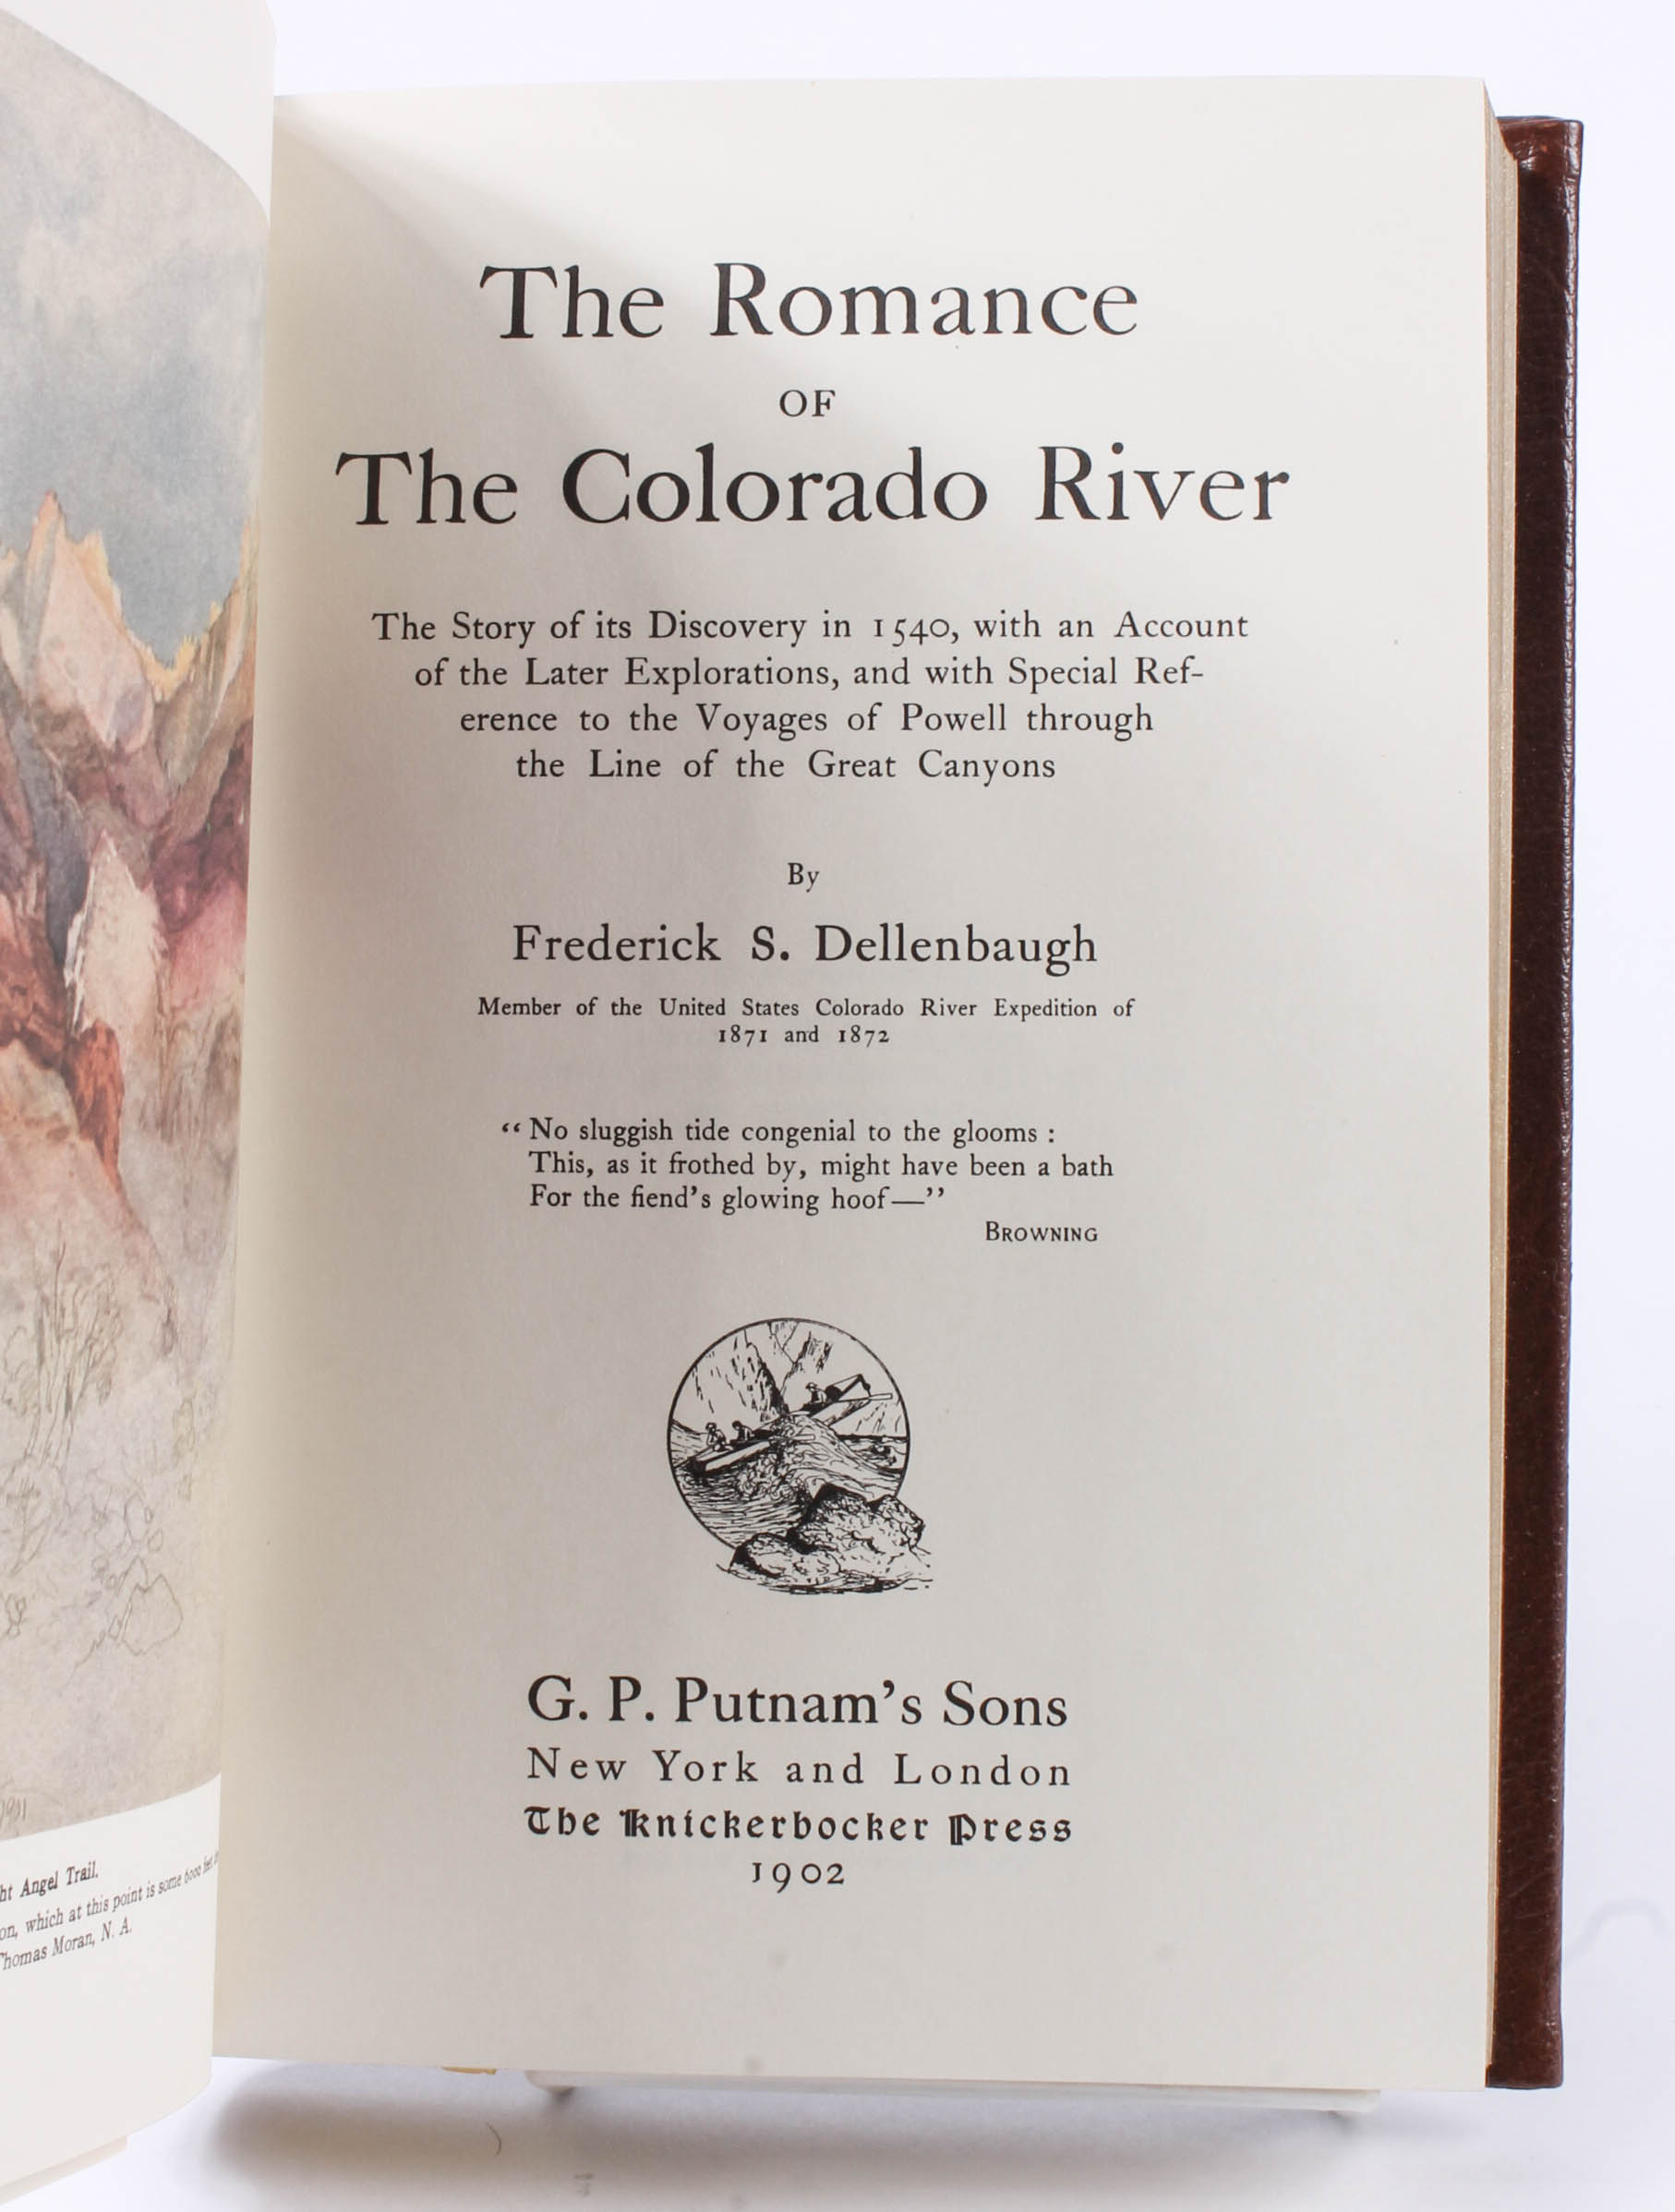 1911
ht Angel Trail.
on, which at this point is some 6000 feet
Thomas Moran, N. A.
The Romance
OF
The Colorado River
The Story of its Discovery in 1540, with an Account
of the Later Explorations, and with Special Ref-
erence to the Voyages of Powell through
the Line of the Great Canyons
By
Frederick S. Dellenbaugh
Member of the United States Colorado River Expedition of
1871 and 1872
“No sluggish tide congenial to the glooms :
This, as it frothed by, might have been a bath
For the fiend’s glowing hoof—”
BROWNING
G. P. Putnam’s Sons
New York and London
The Knickerbocker Press
1902